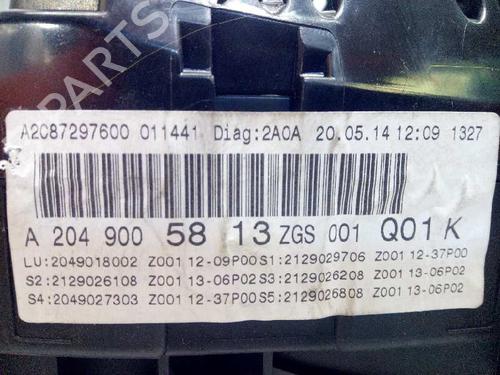 PARTS
A2C87297600 011441 Diag:2A0A 20.05.14 12:09 1327
A 204 900 58 13 ZGS 001 Q01 K
LU:2049018002 Z001 12-09P00 S1:2129029706 Z001 12-37P00
S2:2129026108 Z001 13-06P02 S3:2129026208 Z001 13-06P02
S4:2049027303 Z001 12-37P00 S5:2129026808 Z001 13-06P02